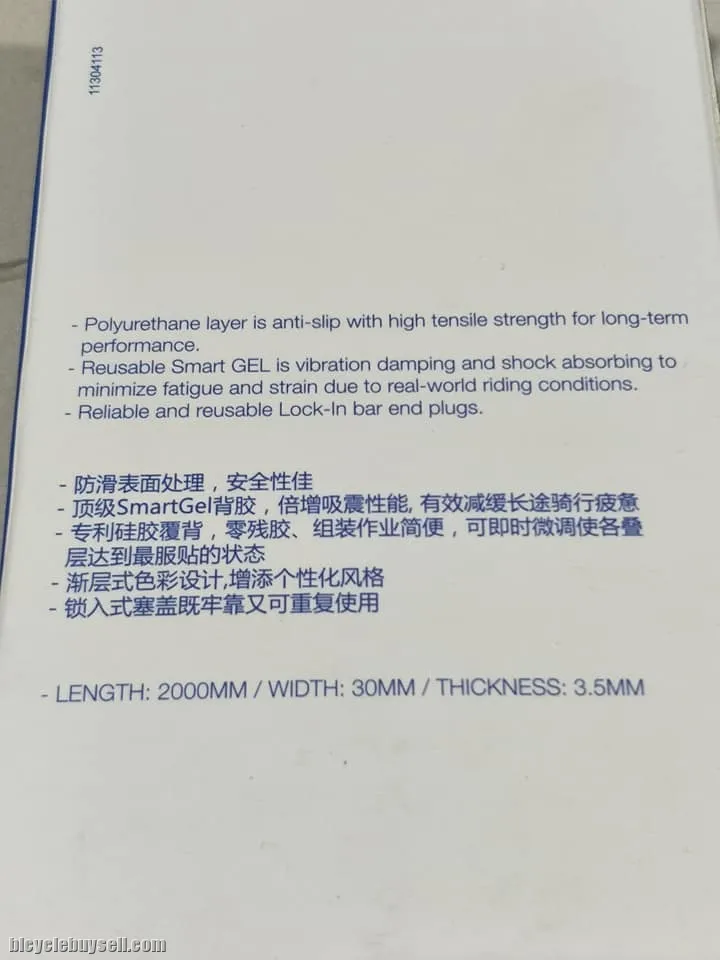 11304113
- Polyurethane layer is anti-slip with high tensile strength for long-term
performance.
- Reusable Smart GEL is vibration damping and shock absorbing to
minimize fatigue and strain due to real-world riding conditions.
- Reliable and reusable Lock-In bar end plugs.
- 防滑表面处理，安全性佳
- 顶级SmartGel背胶，倍增吸震性能, 有效减缓长途骑行疲惫
- 专利硅胶覆背，零残胶、组装作业简便，可即时微调使各叠
层达到最服贴的状态
- 渐层式色彩设计,增添个性化风格
- 锁入式塞盖既牢靠又可重复使用
- LENGTH: 2000MM / WIDTH: 30MM / THICKNESS: 3.5MM
bicyclebuysell.com